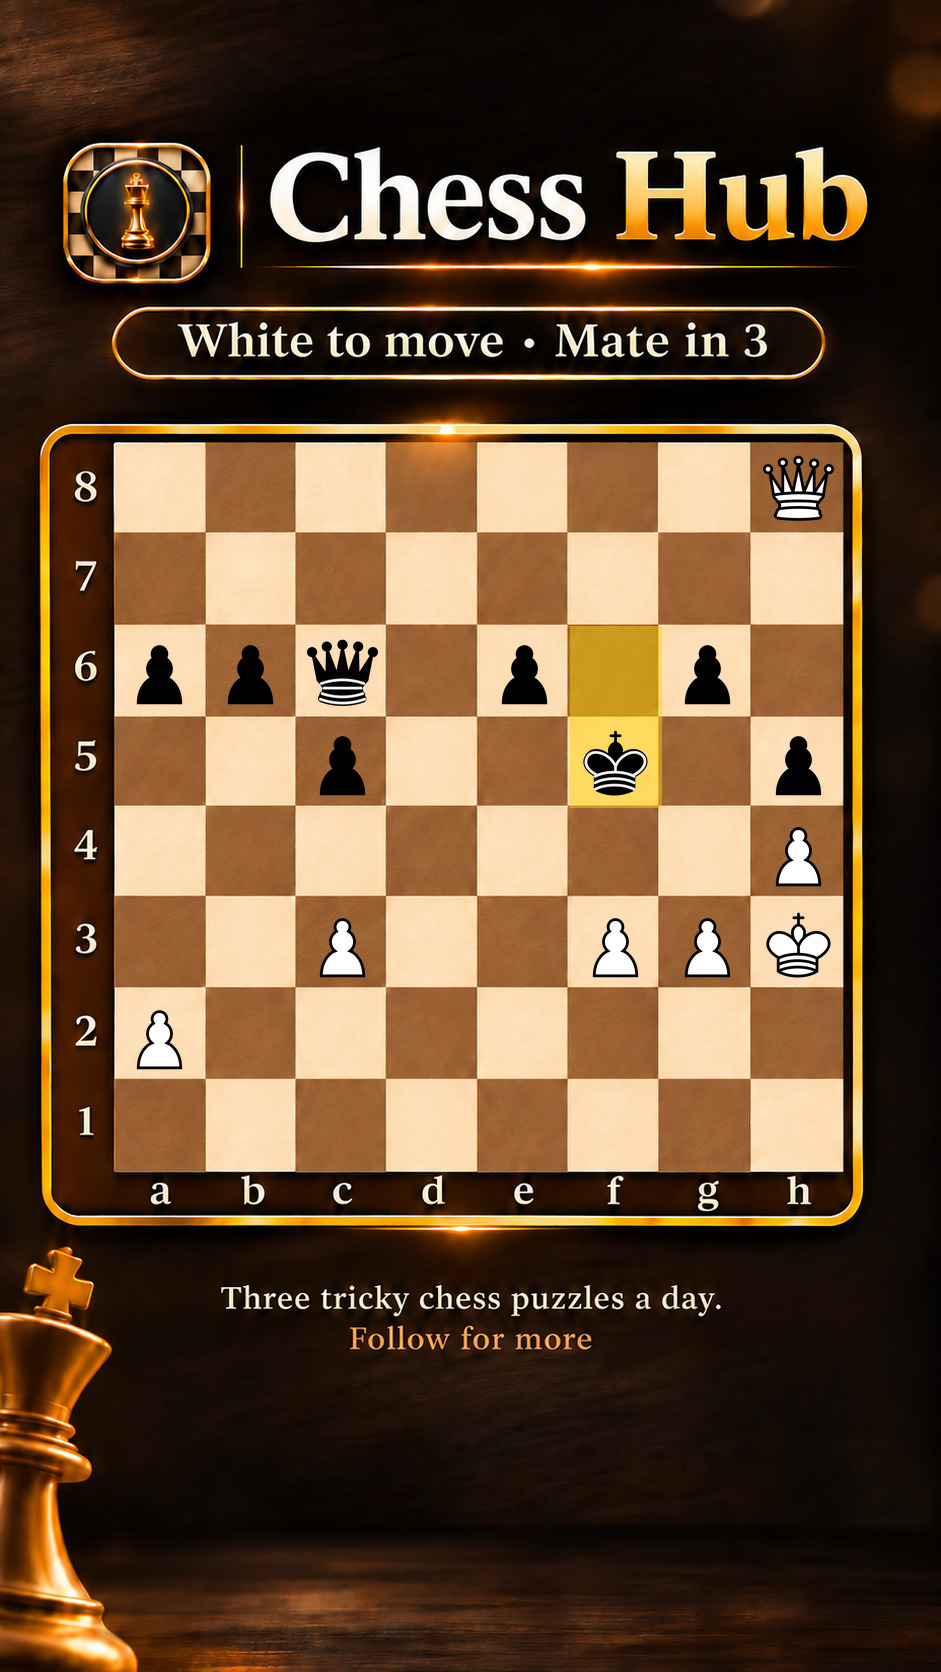 Chess Hub
White to move • Mate in 3
8
7
6
5
4
3
2
1
a b c d e f g h
Three tricky chess puzzles a day.
Follow for more